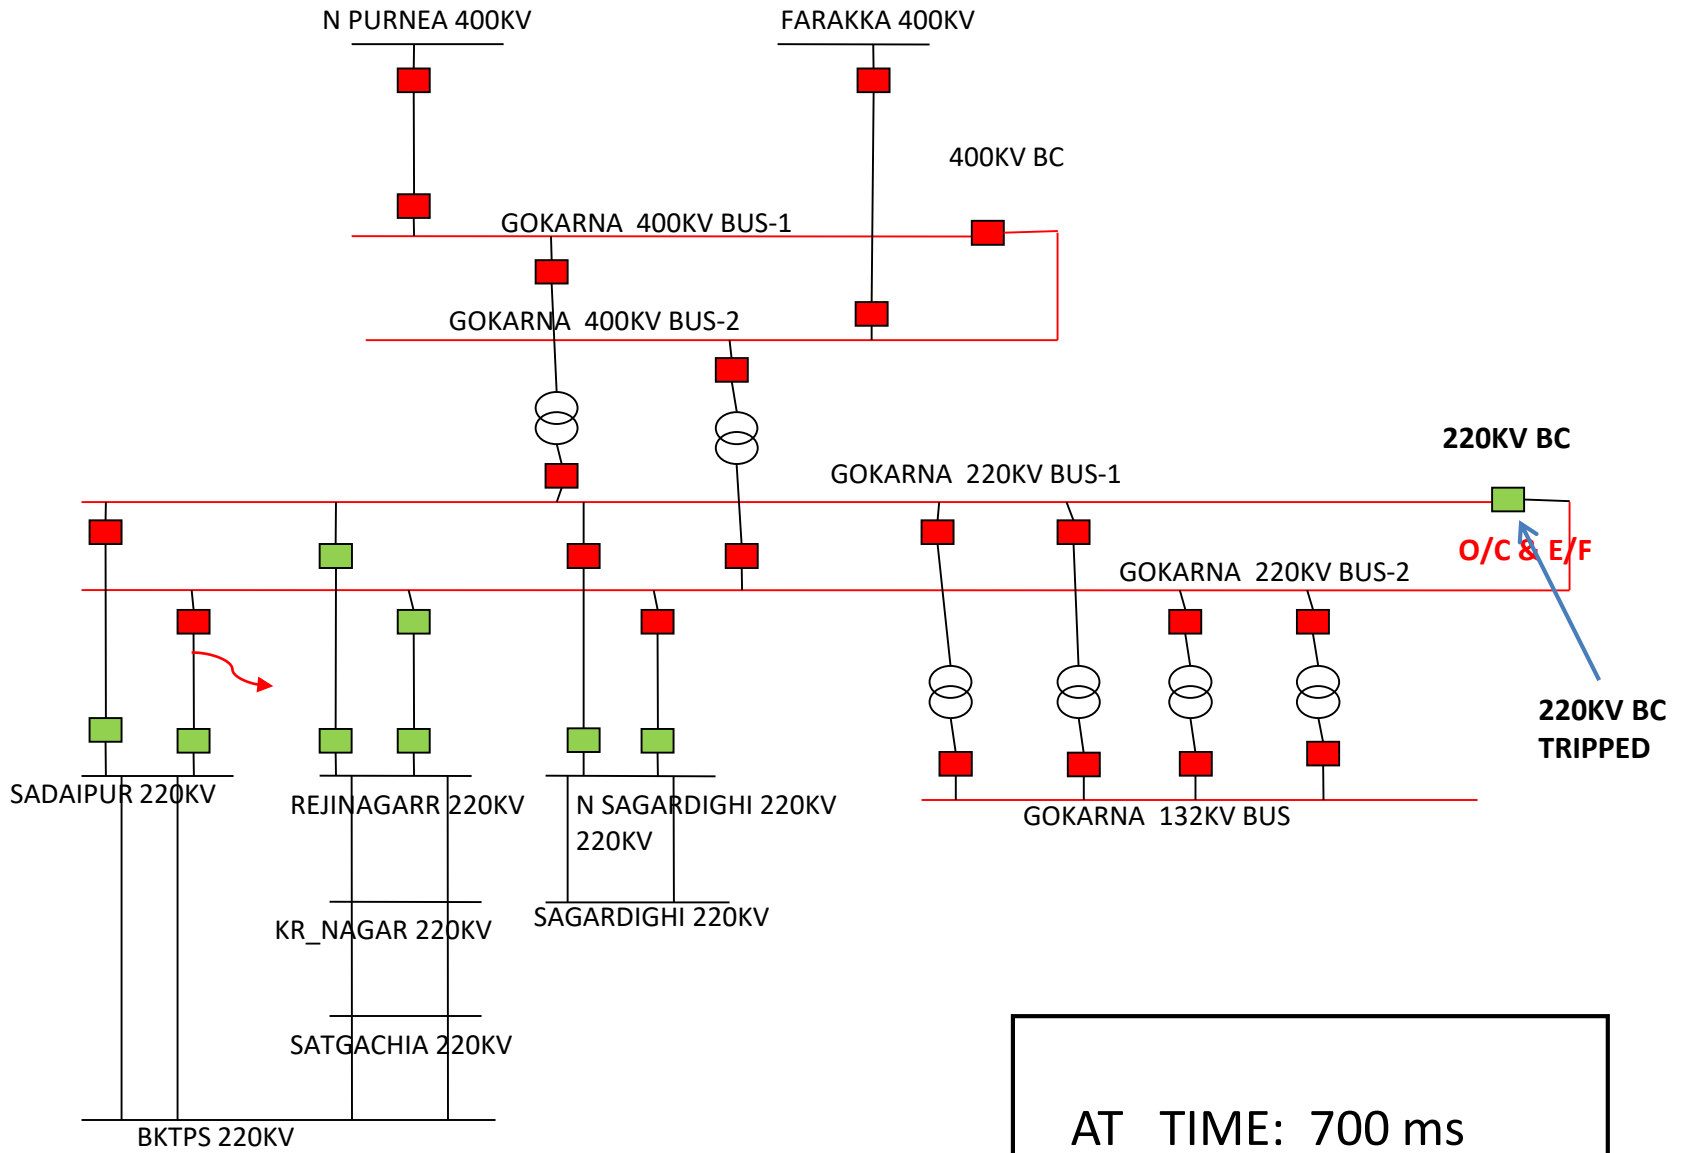 N PURNEA 400KV
FARAKKA 400KV
400KV BC
GOKARNA  400KV BUS-1
GOKARNA  400KV BUS-2
220KV BC
GOKARNA  220KV BUS-1
O/C & E/F
GOKARNA  220KV BUS-2
220KV BC
TRIPPED
SADAIPUR 220KV
REJINAGARR 220KV
N SAGARDIGHI 220KV
220KV
GOKARNA  132KV BUS
SAGARDIGHI 220KV
KR_NAGAR 220KV
SATGACHIA 220KV
AT   TIME:  700 ms
BKTPS 220KV